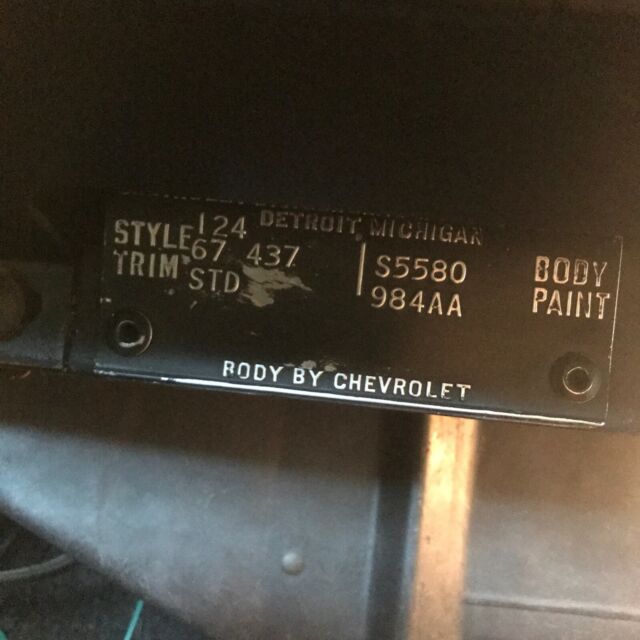 124 DETROIT, MICHIGAN
STYLE 67 437 S5580 BODY
TRIM STD 984AA PAINT
BODY BY CHEVROLET